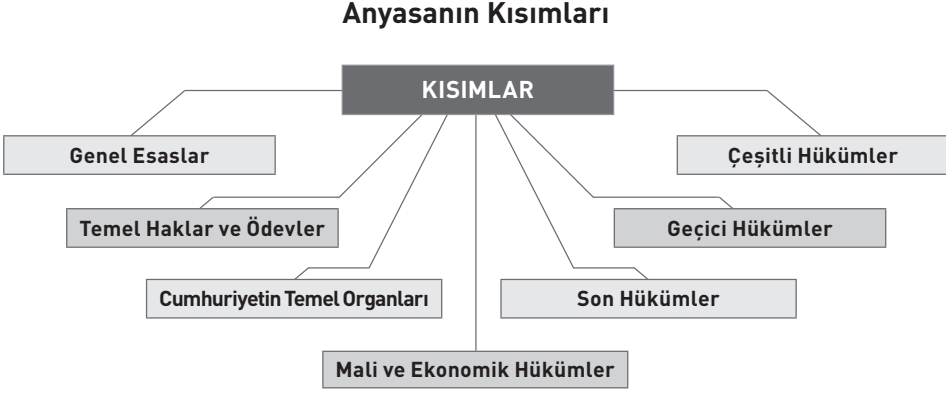 Anyasanın Kısımları
KISIMLAR
Genel Esaslar
Çeşitli Hükümler
Temel Haklar ve Ödevler
Geçici Hükümler
Cumhuriyetin Temel Organları
Son Hükümler
Mali ve Ekonomik Hükümler